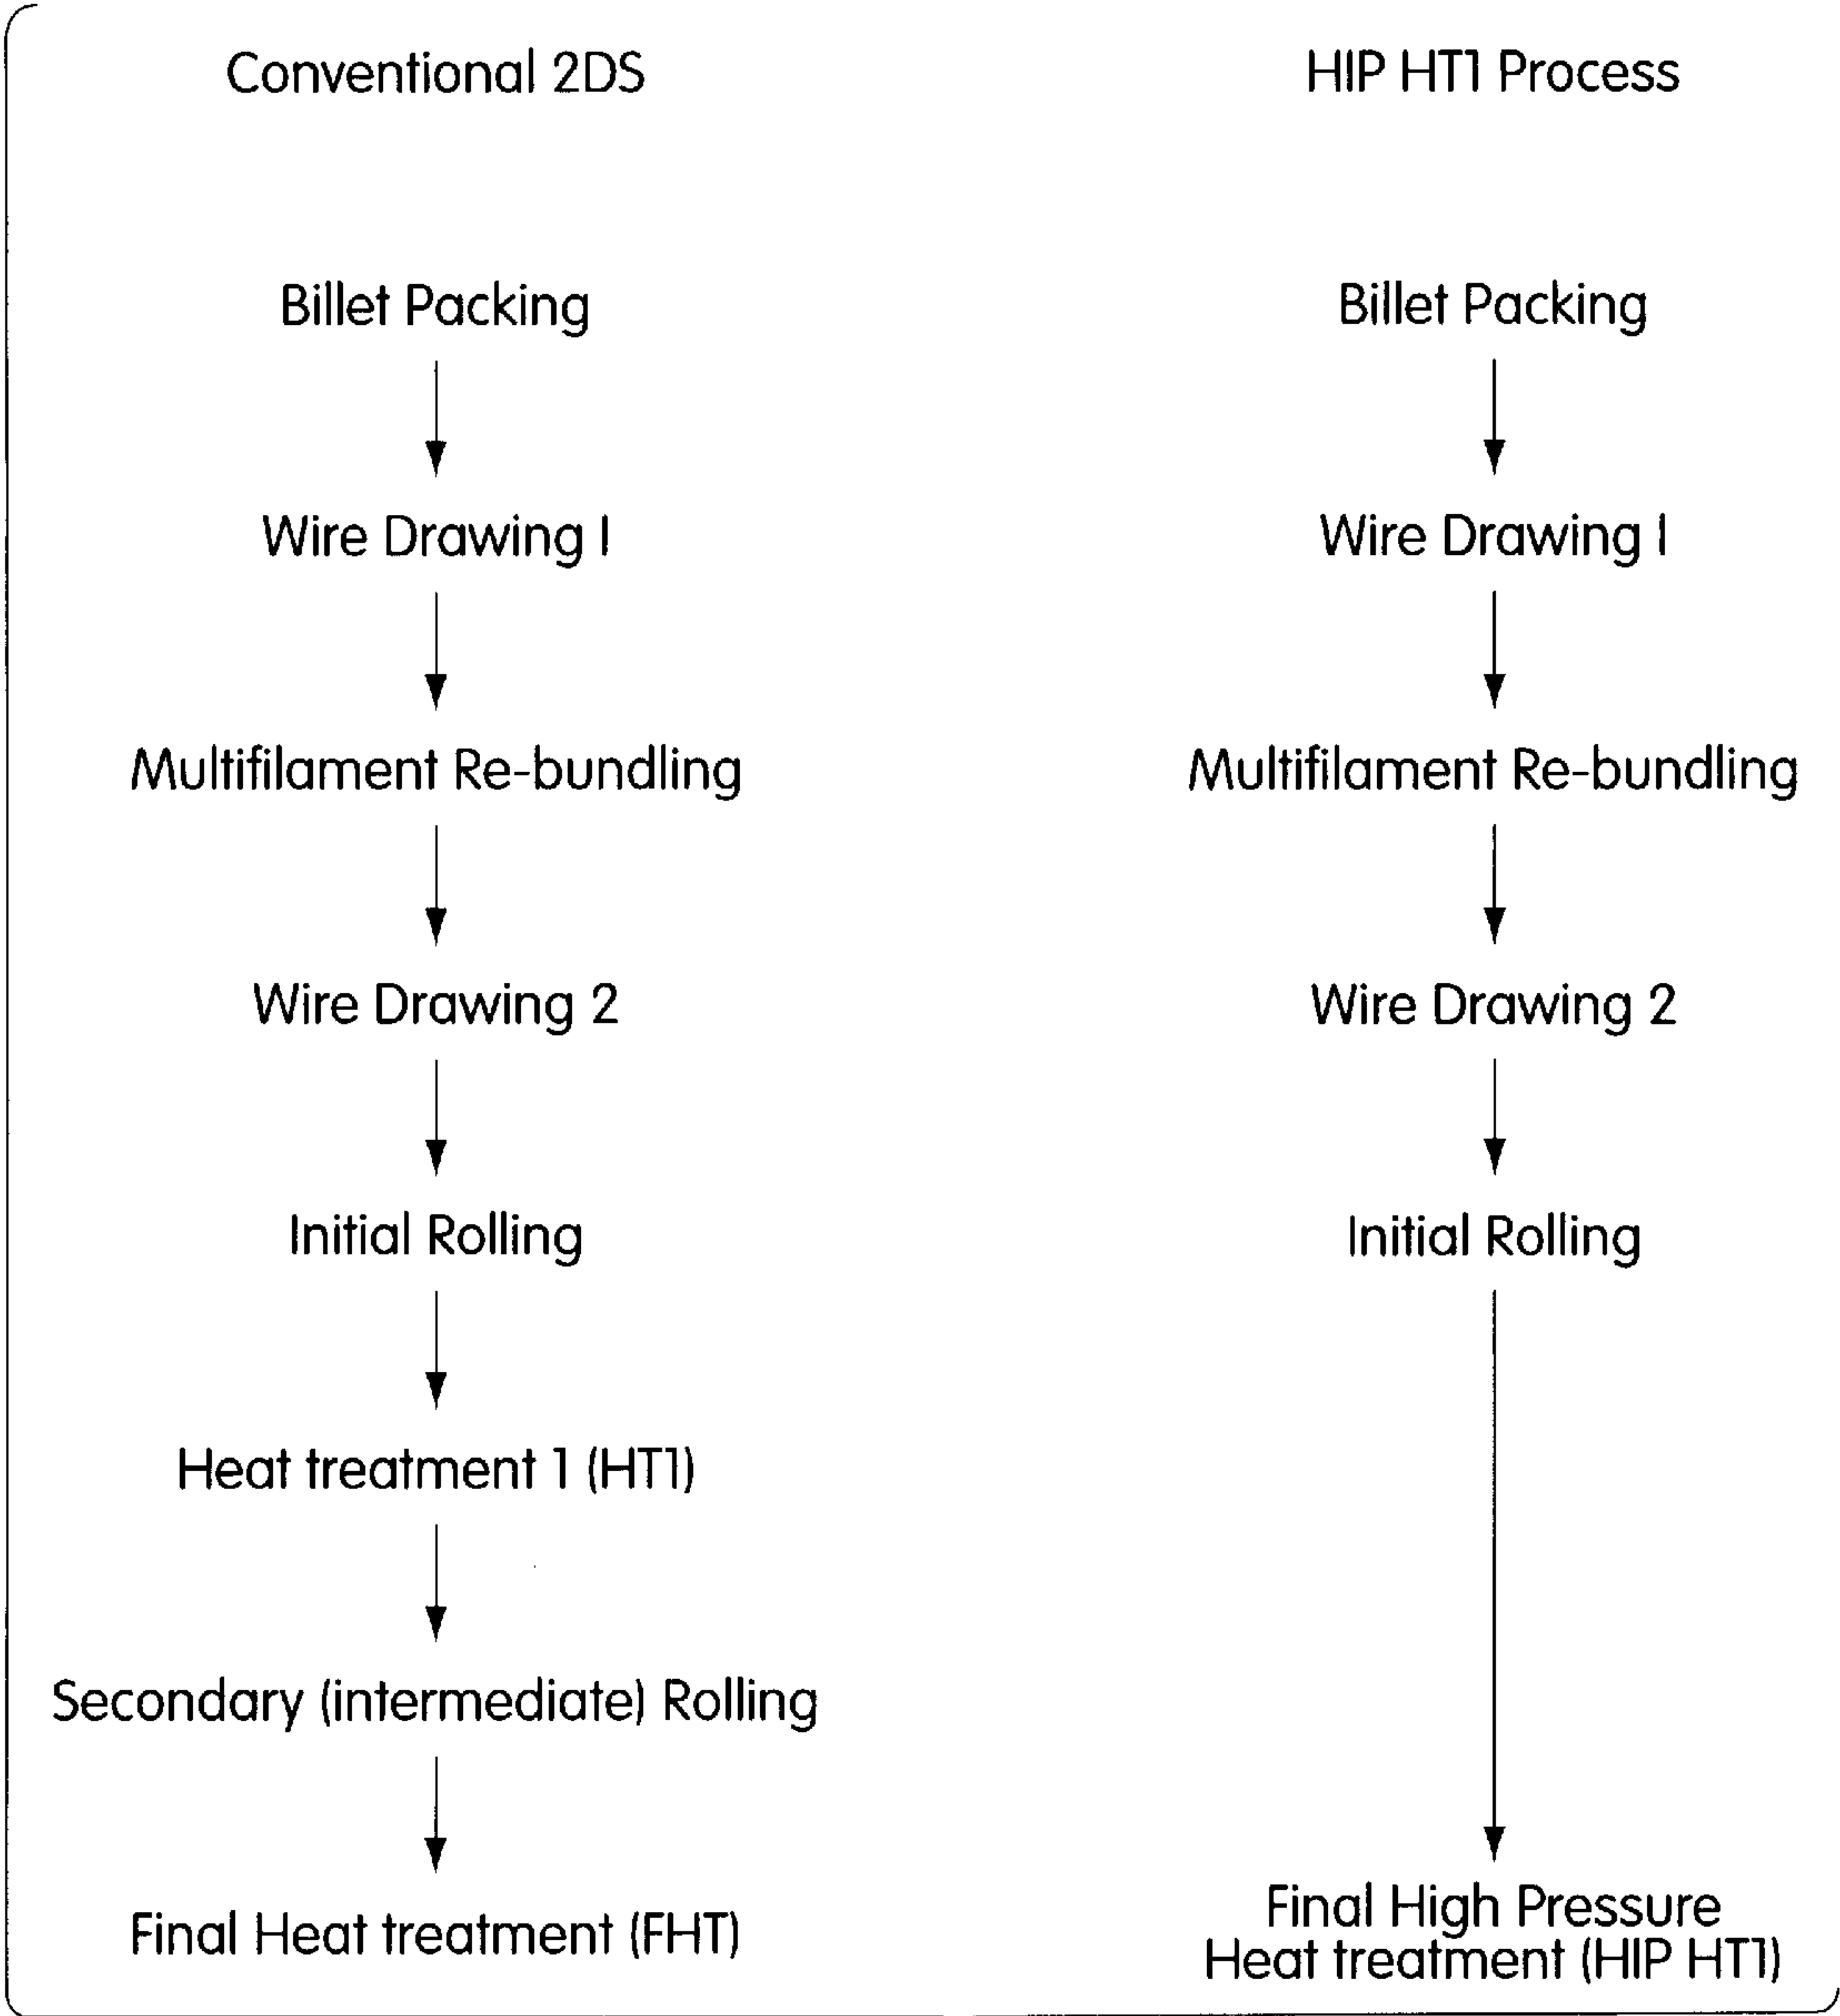 Conventional 2DS
Billet Packing
Wire Drawing 1
Multifilament Re-bundling
Wire Drawing 2
Initial Rolling
Heat treatment 1 (HT1)
Secondary (intermediate) Rolling
Final Heat treatment (FHT)
HIP HT1 Process
Billet Packing
Wire Drawing 1
Multifilament Re-bundling
Wire Drawing 2
Initial Rolling
Final High Pressure
Heat treatment (HIP HT1)